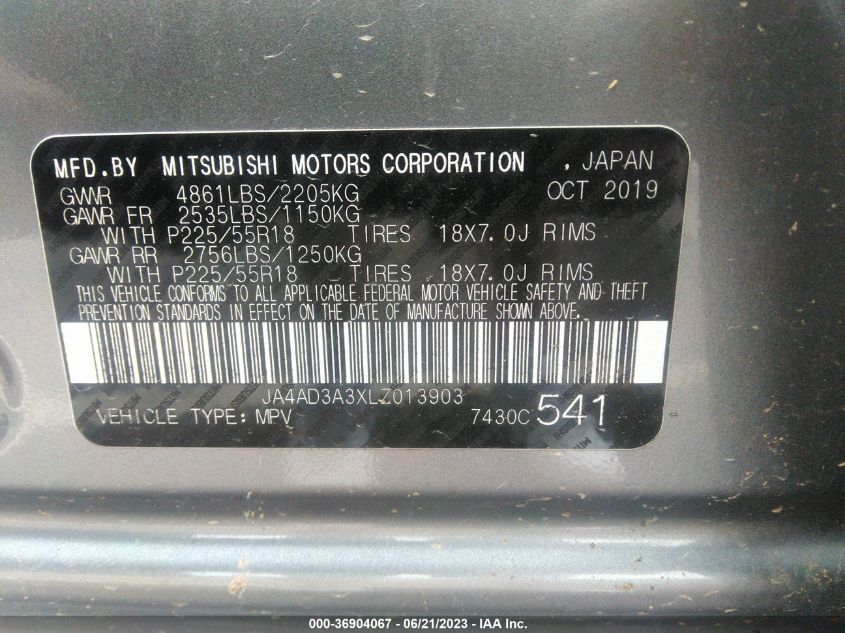 MFD.BY MITSUBISHI MOTORS CORPORATION , JAPAN
GVWR 4861LBS/2205KG OCT 2019
GAWR FR 2535LBS/1150KG
WITH P225/55R18 TIRES 18X7.0J RIMS
GAWR RR 2756LBS/1250KG
WITH P225/55R18 TIRES 18X7.0J RIMS
THIS VEHICLE CONFORMS TO ALL APPLICABLE FEDERAL MOTOR VEHICLE SAFETY AND THEFT
PREVENTION STANDARDS IN EFFECT ON THE DATE OF MANUFACTURE SHOWN ABOVE.
JA4AD3A3XLZ013903
VEHICLE TYPE: MPV 7430C 541
000-36904067 - 06/21/2023 - IAA Inc.